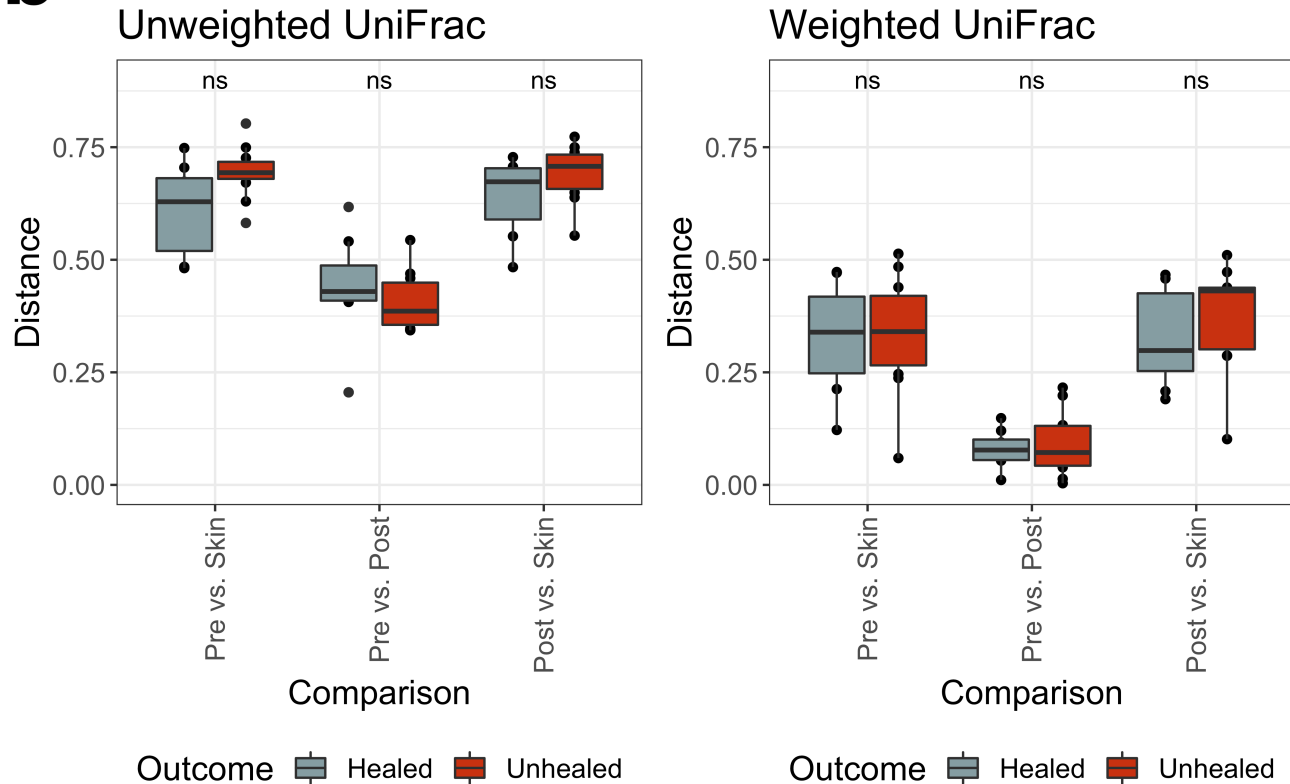 Unweighted UniFrac
ns ns ns
Distance
0.75
0.50
0.25
0.00
Pre vs. Skin
Pre vs. Post
Post vs. Skin
Comparison
Outcome Healed Unhealed
Weighted UniFrac
ns ns ns
Distance
0.75
0.50
0.25
0.00
Pre vs. Skin
Pre vs. Post
Post vs. Skin
Comparison
Outcome Healed Unhealed